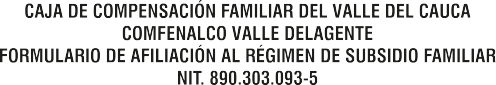 CAJA DE COMPENSACIÓN FAMILIAR DEL VALLE DEL CAUCA
COMFENALCO VALLE DELAGENTE
FORMULARIO DE AFILIACIÓN AL RÉGIMEN DE SUBSIDIO FAMILIAR
NIT. 890.303.093-5